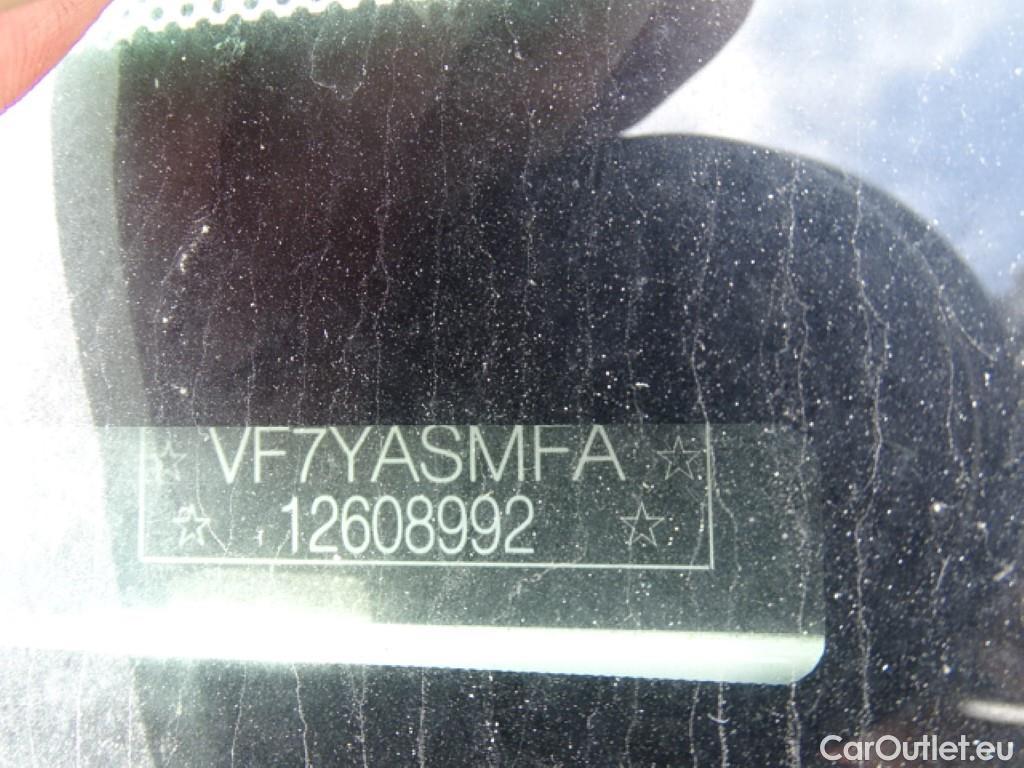 ☆ VF7YASMFA ☆
☆ 12608992 ☆
CarOutlet.eu